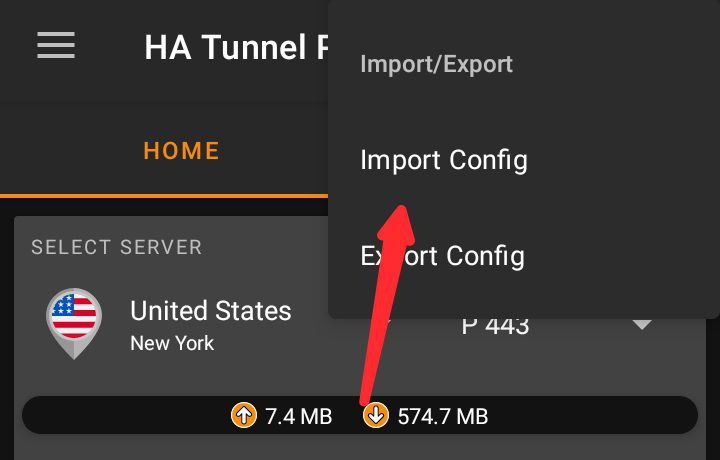 HA Tunnel P
Import/Export
HOME
Import Config
Export Config
SELECT SERVER
United States
New York
P 443
7.4 MB 574.7 MB